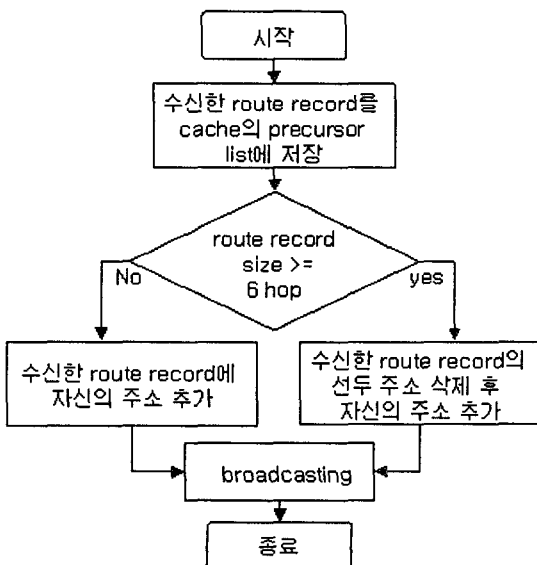 시작
수신한 route record를
cache의 precursor
list에 저장
route record
size >=
6 hop
No
yes
수신한 route record에
자신의 주소 추가
수신한 route record의
선두 주소 삭제 후
자신의 주소 추가
broadcasting
종료